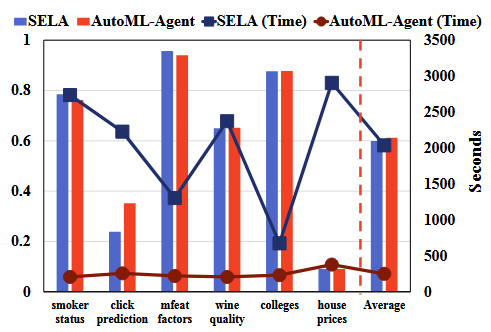 SELA AutoML-Agent SELA (Time) AutoML-Agent (Time)
1 3500
3000
0.8
2500
0.6 2000
1500
0.4
1000
0.2
500
0 0
Seconds
smoker click mfeat wine colleges house Average
status prediction factors quality prices